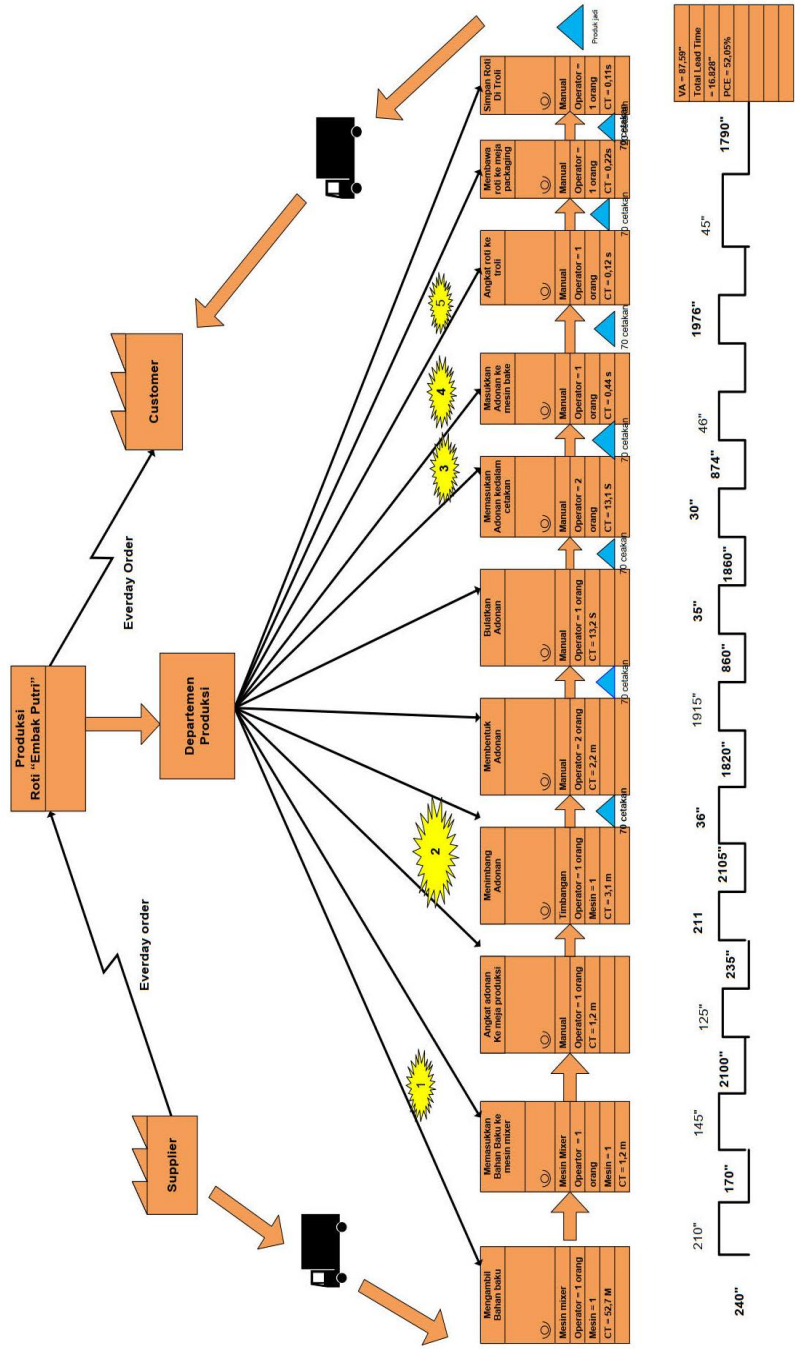 Produksi
Roti "Embak Putri"
Everday order
Everday Order
Supplier
Customer
Departemen
Produksi
1
2
3
4
5
Mengambil
Bahan baku
Mesin mixer
Operator = 1 orang
Mesin = 1
CT = 52,7 M
Memasukkan
Bahan Baku ke
mesin mixer
Mesin Mixer
Opeartor = 1
orang
Mesin = 1
CT = 1,2 m
Angkat adonan
Ke meja produksi
Manual
Operator = 1 orang
CT = 1,2 m
Menimbang
Adonan
Timbangan
Operator = 1 orang
Mesin = 1
CT = 3,1 m
70 cetakan
Membentuk
Adonan
Manual
Operator = 2 orang
CT = 2,2 m
70 cetakan
Bulatkan
Adonan
Manual
Operator = 1 orang
CT = 13,2 S
70 ceakan
Memasukan
Adonan kedalam
cetakan
Manual
Operator = 2
orang
CT = 13,1 S
70 cetakan
Masukkan
Adonan ke
mesin bake
Manual
Operator = 1
orang
CT = 0,44 s
70 cetakan
Angkat roti ke
troli
Manual
Operator = 1
orang
CT = 0,12 s
70 cetakan
Membawa
roti ke meja
packaging
Manual
Operator =
1 orang
CT = 0,22s
Simpan Roti
Di Troli
Manual
Operator =
1 orang
CT = 0,11s
Produk jadi
240"
210"
170"
145"
2100"
125"
235"
211
2105"
36"
1820"
1915"
860"
35"
1860"
30"
874"
46"
1976"
45"
1790"
VA = 87,59"
Total Lead Time
= 16,828"
PCE = 52,05%